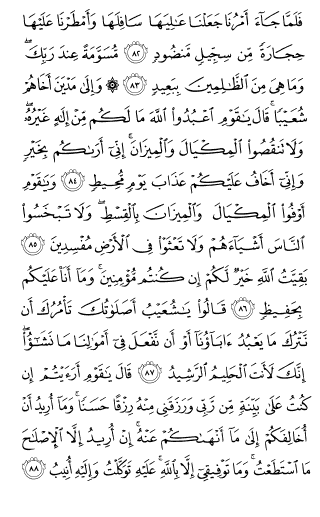 فَلَمَّا جَآءَ أَمْرُنَا جَعَلْنَا عَٰلِيَهَا سَافِلَهَا وَأَمْطَرْنَا عَلَيْهَا
حِجَارَةً مِّن سِجِّيلٍ مَّنضُودٍ ﴿٨٢﴾ مُّسَوَّمَةً عِندَ رَبِّكَ ۖ
وَمَا هِىَ مِنَ ٱلظَّٰلِمِينَ بِبَعِيدٍ ﴿٨٣﴾ ۞ وَإِلَىٰ مَدْيَنَ أَخَاهُمْ
شُعَيْبًا ۚ قَالَ يَٰقَوْمِ ٱعْبُدُوا۟ ٱللَّهَ مَا لَكُم مِّنْ إِلَٰهٍ غَيْرُهُۥ ۖ
وَلَا تَنقُصُوا۟ ٱلْمِكْيَالَ وَٱلْمِيزَانَ ۚ إِنِّىٓ أَرَىٰكُم بِخَيْرٍ
وَإِنِّىٓ أَخَافُ عَلَيْكُمْ عَذَابَ يَوْمٍ مُّحِيطٍ ﴿٨٤﴾ وَيَٰقَوْمِ
أَوْفُوا۟ ٱلْمِكْيَالَ وَٱلْمِيزَانَ بِٱلْقِسْطِ ۖ وَلَا تَبْخَسُوا۟
ٱلنَّاسَ أَشْيَآءَهُمْ وَلَا تَعْثَوْا۟ فِى ٱلْأَرْضِ مُفْسِدِينَ ﴿٨٥﴾
بَقِيَّتُ ٱللَّهِ خَيْرٌ لَّكُمْ إِن كُنتُم مُّؤْمِنِينَ ۚ وَمَآ أَنَا۠ عَلَيْكُم
بِحَفِيظٍ ﴿٨٦﴾ قَالُوا۟ يَٰشُعَيْبُ أَصَلَوٰتُكَ تَأْمُرُكَ أَن
نَّتْرُكَ مَا يَعْبُدُ ءَابَآؤُنَآ أَوْ أَن نَّفْعَلَ فِىٓ أَمْوَٰلِنَا مَا نَشَٰٓؤُا۟ ۖ
إِنَّكَ لَأَنتَ ٱلْحَلِيمُ ٱلرَّشِيدُ ﴿٨٧﴾ قَالَ يَٰقَوْمِ أَرَءَيْتُمْ إِن
كُنتُ عَلَىٰ بَيِّنَةٍ مِّن رَّبِّى وَرَزَقَنِى مِنْهُ رِزْقًا حَسَنًا ۚ وَمَآ أُرِيدُ أَنْ
أُخَالِفَكُمْ إِلَىٰ مَآ أَنْهَىٰكُمْ عَنْهُ ۚ إِنْ أُرِيدُ إِلَّا ٱلْإِصْلَٰحَ
مَا ٱسْتَطَعْتُ ۚ وَمَا تَوْفِيقِىٓ إِلَّا بِٱللَّهِ ۚ عَلَيْهِ تَوَكَّلْتُ وَإِلَيْهِ أُنِيبُ ﴿٨٨﴾